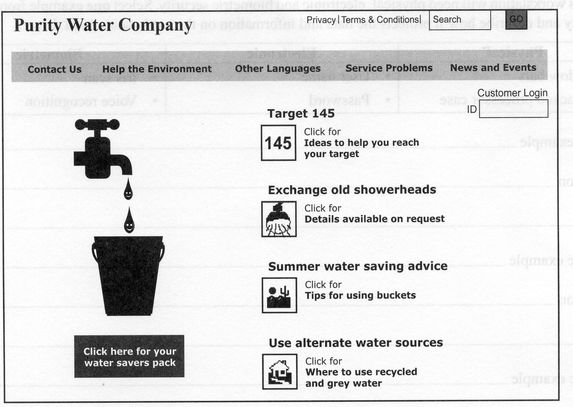 Purity Water Company
Privacy | Terms & Conditions |
Search
GO
Contact Us
Help the Environment
Other Languages
Service Problems
News and Events
Customer Login
ID
Target 145
145
Click for
Ideas to help you reach
your target
Exchange old showerheads
Click for
Details available on request
Summer water saving advice
Click for
Tips for using buckets
Use alternate water sources
Click for
Where to use recycled
and grey water
Click here for your
water savers pack